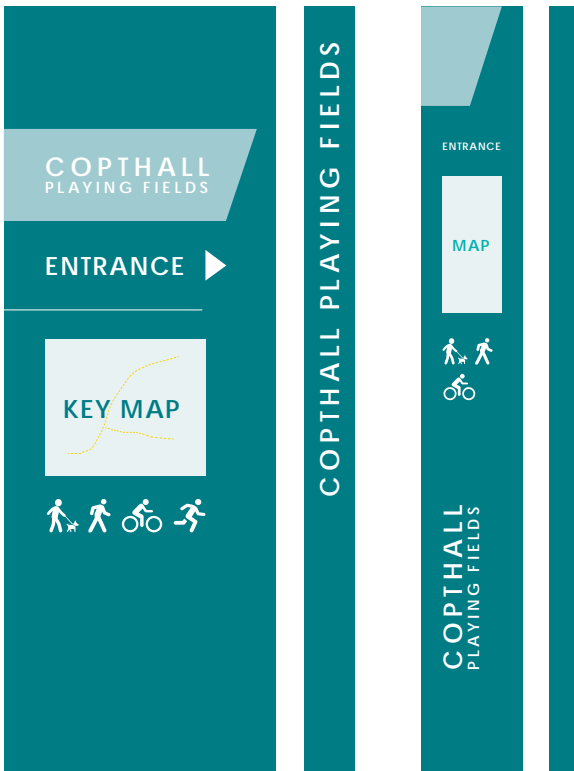 COPTHALL
PLAYING FIELDS
ENTRANCE
KEY MAP
COPTHALL PLAYING FIELDS
ENTRANCE
MAP
COPTHALL
PLAYING FIELDS